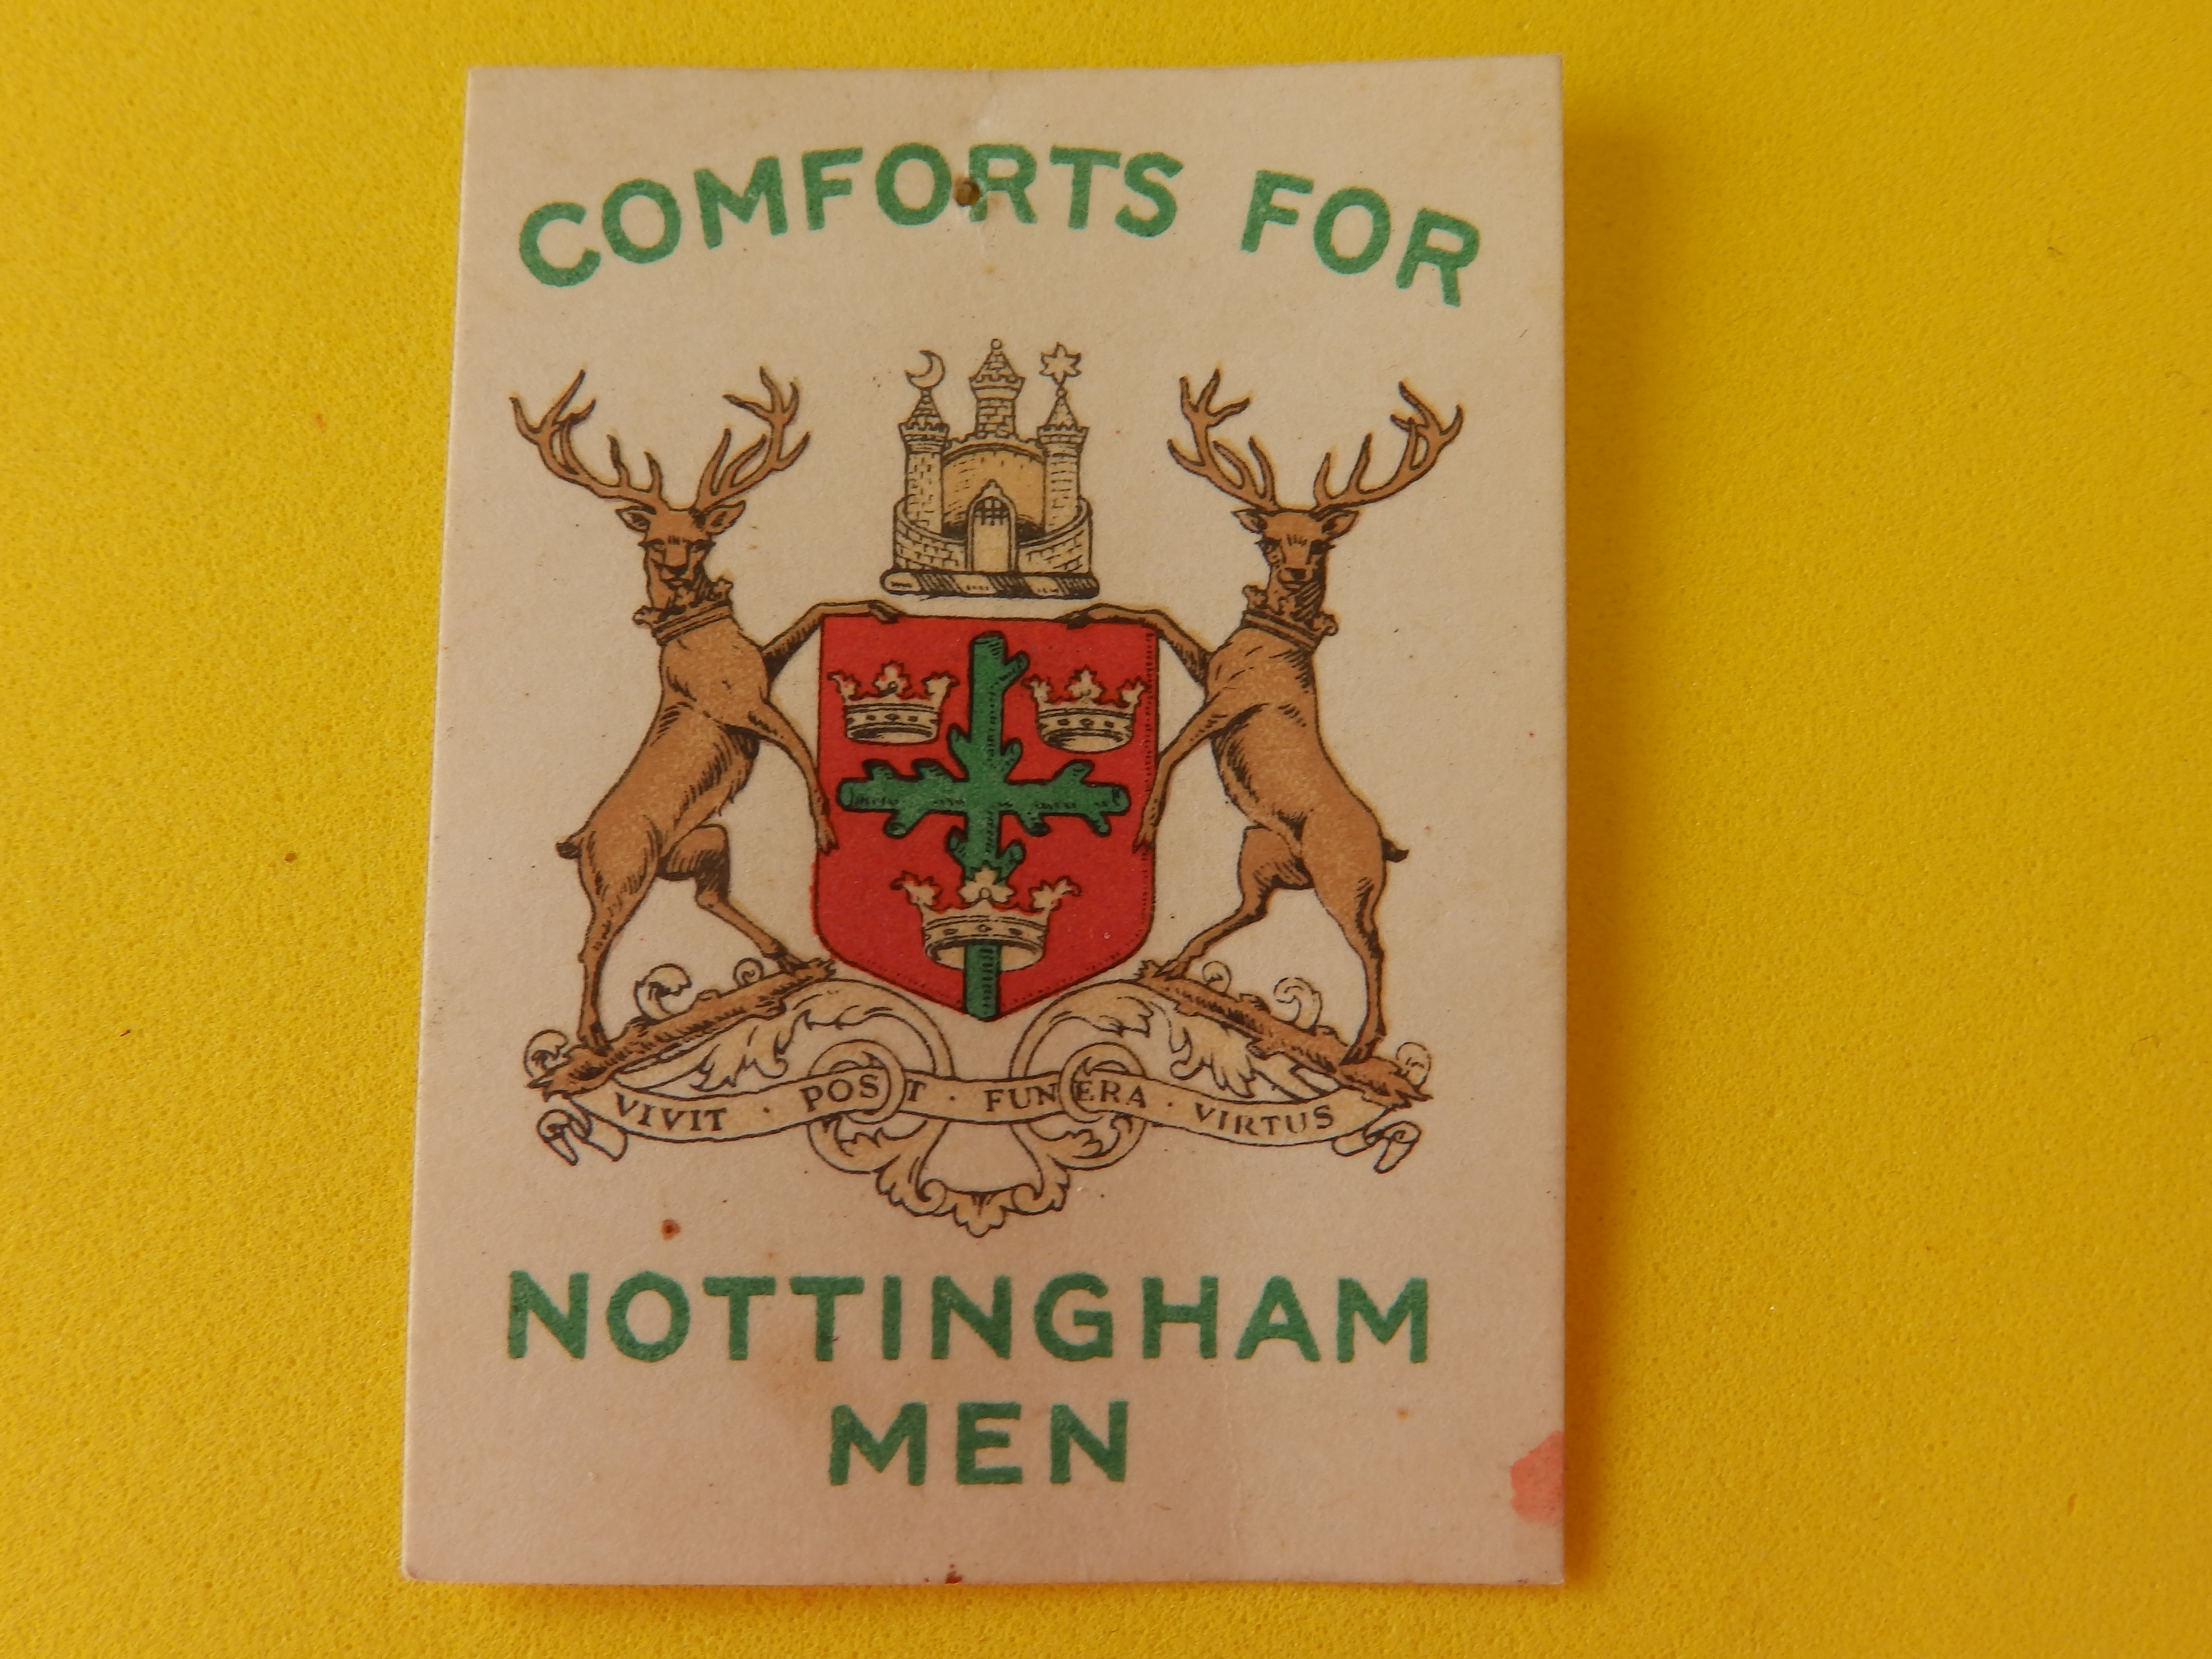 COMFORTS FOR
VIVIT · POST · FUNERA · VIRTUS
NOTTINGHAM
MEN